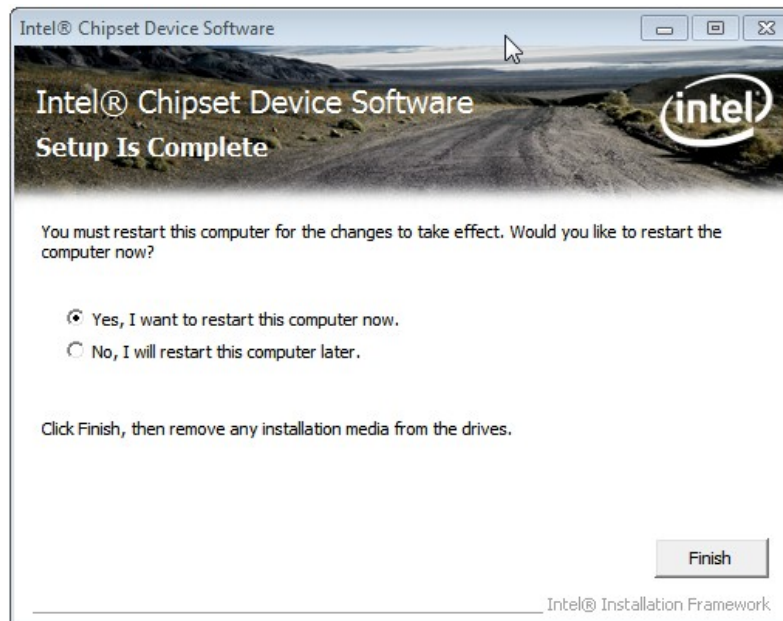 Intel® Chipset Device Software
Intel® Chipset Device Software
intel
Setup Is Complete
You must restart this computer for the changes to take effect. Would you like to restart the
computer now?
Yes, I want to restart this computer now.
No, I will restart this computer later.
Click Finish, then remove any installation media from the drives.
Finish
Intel® Installation Framework